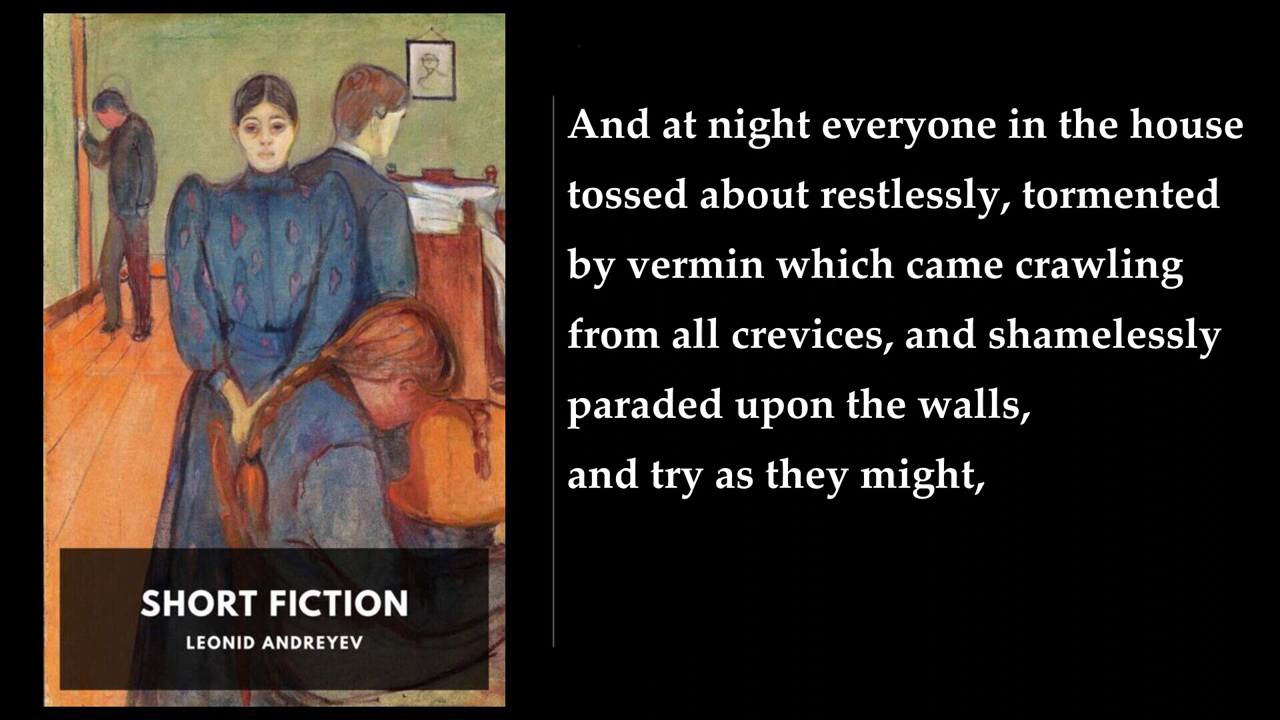 And at night everyone in the house
tossed about restlessly, tormented
by vermin which came crawling
from all crevices, and shamelessly
paraded upon the walls,
and try as they might,
SHORT FICTION
LEONID ANDREYEV